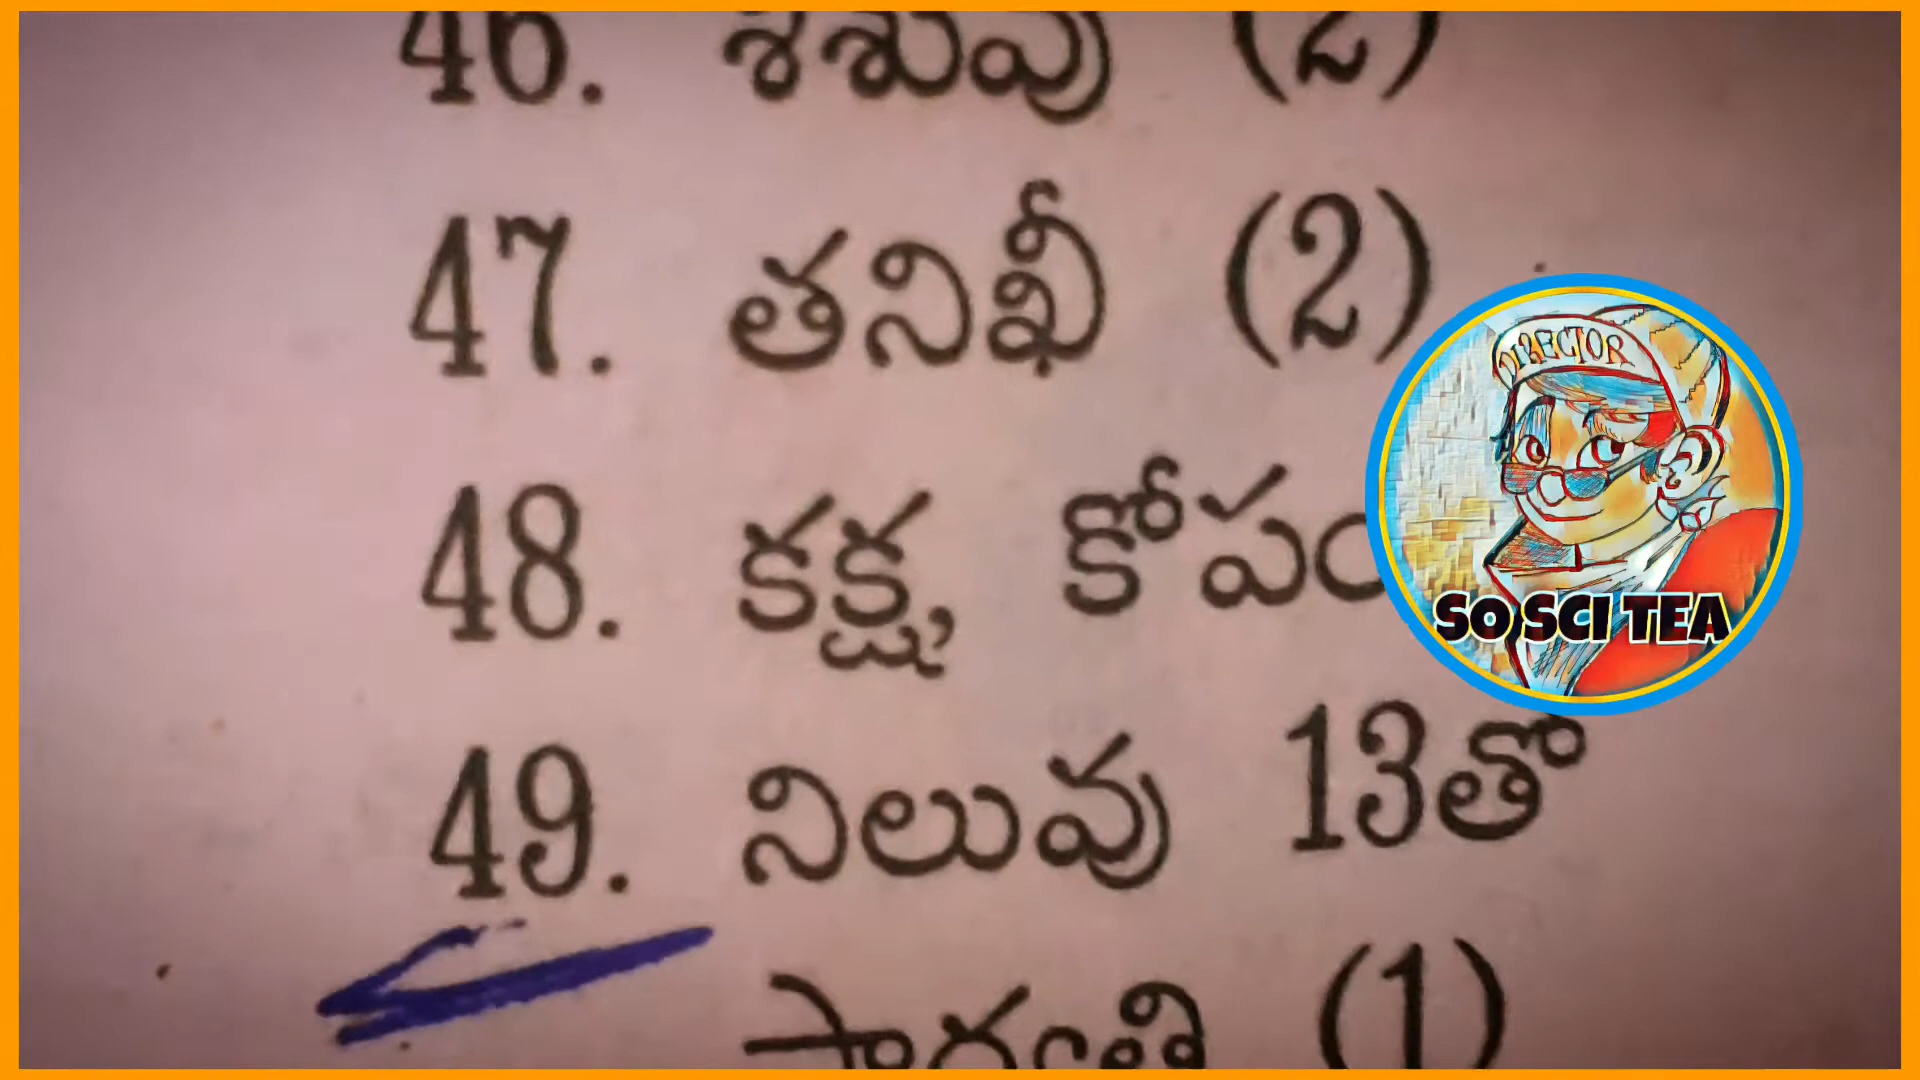 46. శిశువు (2)
47. తనిఖీ (2)
48. కక్ష, కోపం
49. నిలువు 13తో
(1)
DIRECTOR
SO SCI TEA